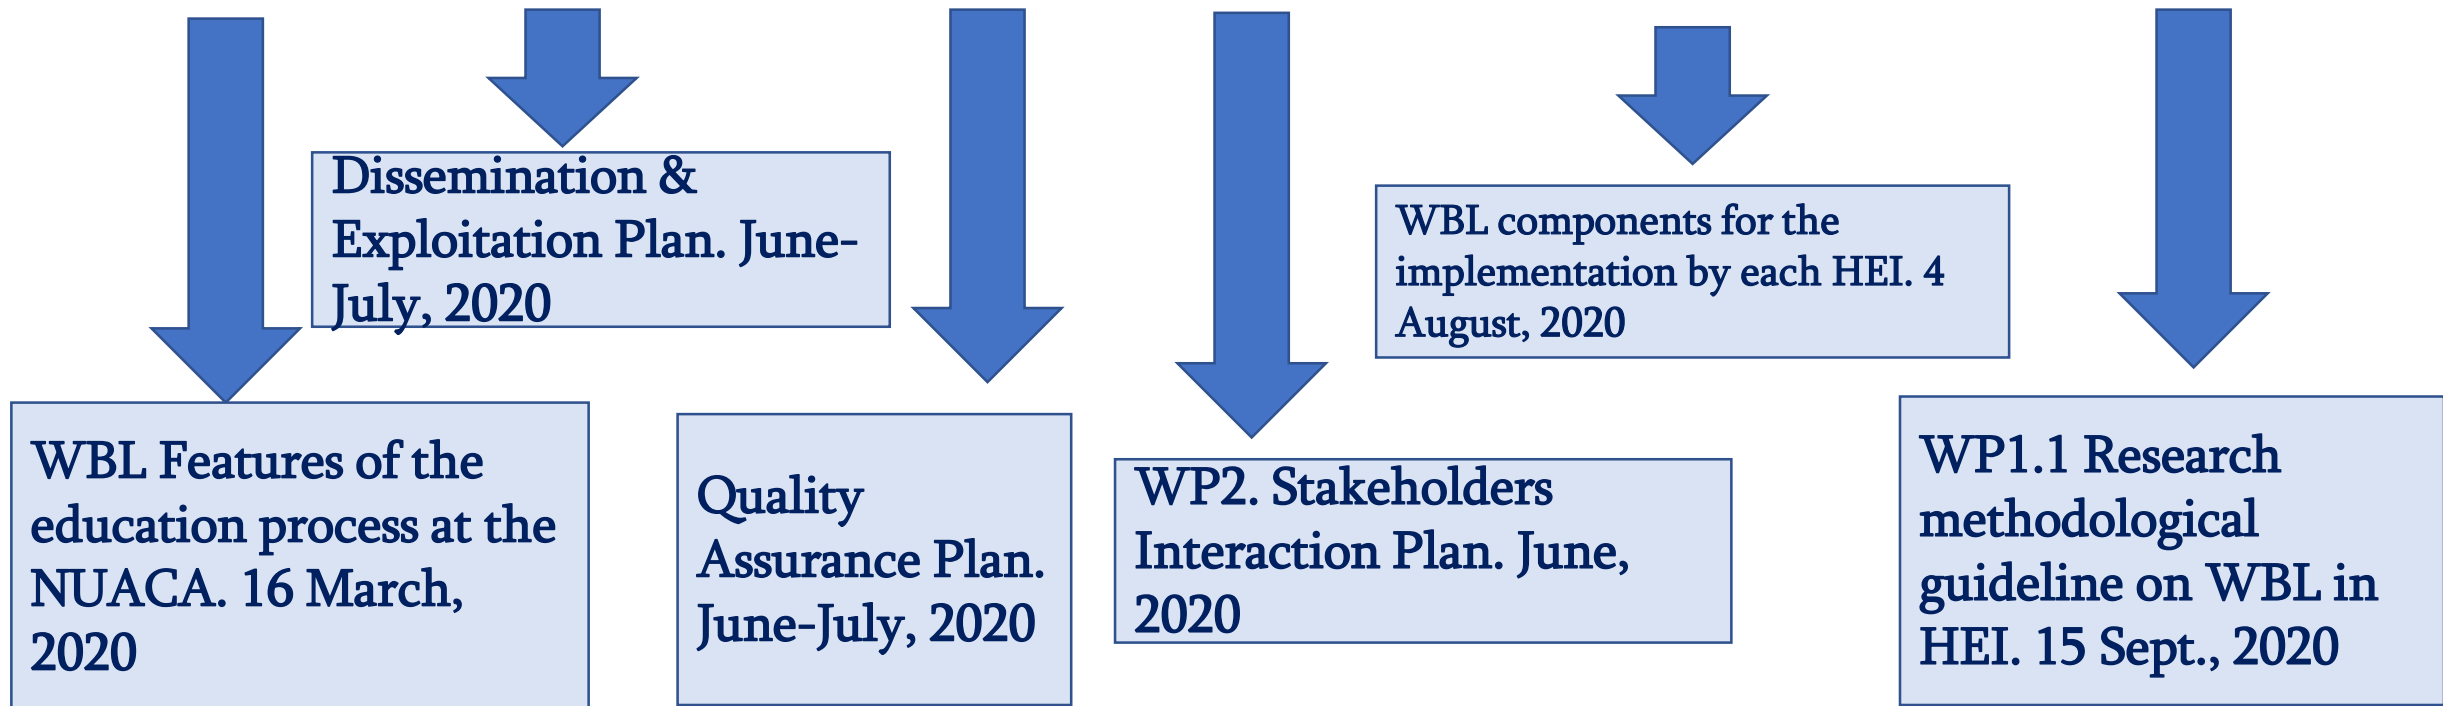 Dissemination &
Exploitation Plan. June-
July, 2020
WBL components for the
implementation by each HEI. 4
August, 2020
WBL Features of the
education process at the
NUACA. 16 March,
2020
Quality
Assurance Plan.
June-July, 2020
WP2. Stakeholders
Interaction Plan. June,
2020
WP1.1 Research
methodological
guideline on WBL in
HEI. 15 Sept., 2020